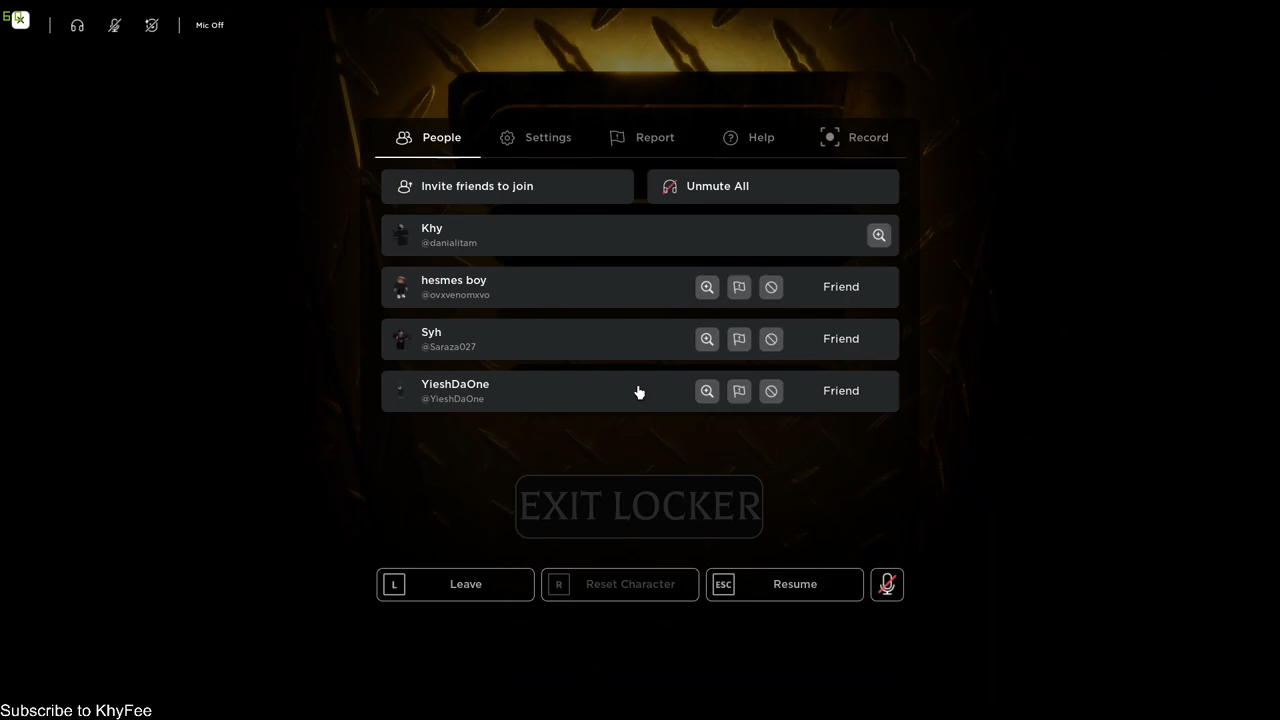 Mic Off
People Settings Report Help Record
Invite friends to join Unmute All
Khy
@danialitam
hesmes boy
@ovxvenomxvo
Friend
Syh
@Saraza027
Friend
YieshDaOne
@YieshDaOne
Friend
EXIT LOCKER
L Leave R Reset Character ESC Resume
Subscribe to KhyFee